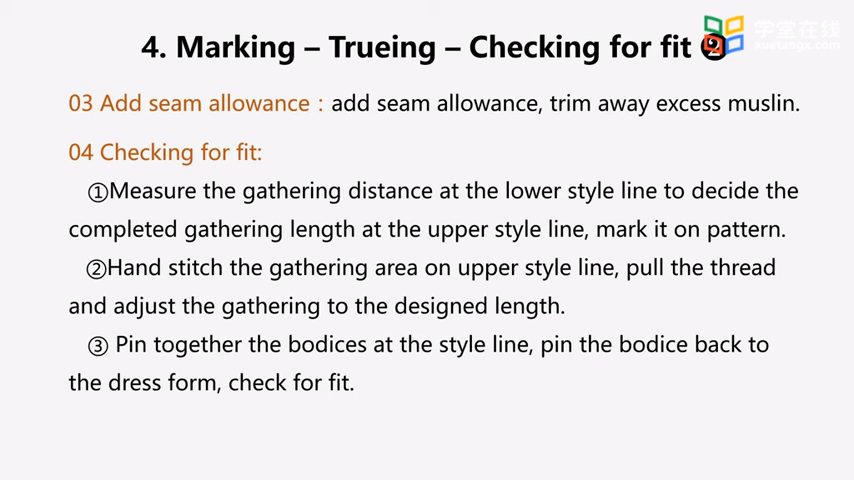 4. Marking – Trueing – Checking for fit ❷
学堂在线
xuetangx.com
03 Add seam allowance：add seam allowance, trim away excess muslin.
04 Checking for fit:
①Measure the gathering distance at the lower style line to decide the
completed gathering length at the upper style line, mark it on pattern.
②Hand stitch the gathering area on upper style line, pull the thread
and adjust the gathering to the designed length.
③ Pin together the bodices at the style line, pin the bodice back to
the dress form, check for fit.